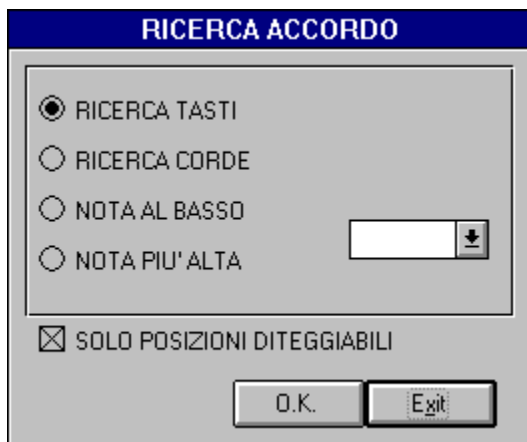 RICERCA ACCORDO
RICERCA TASTI
RICERCA CORDE
NOTA AL BASSO
NOTA PIU' ALTA
SOLO POSIZIONI DITEGGIABILI
O.K. Exit